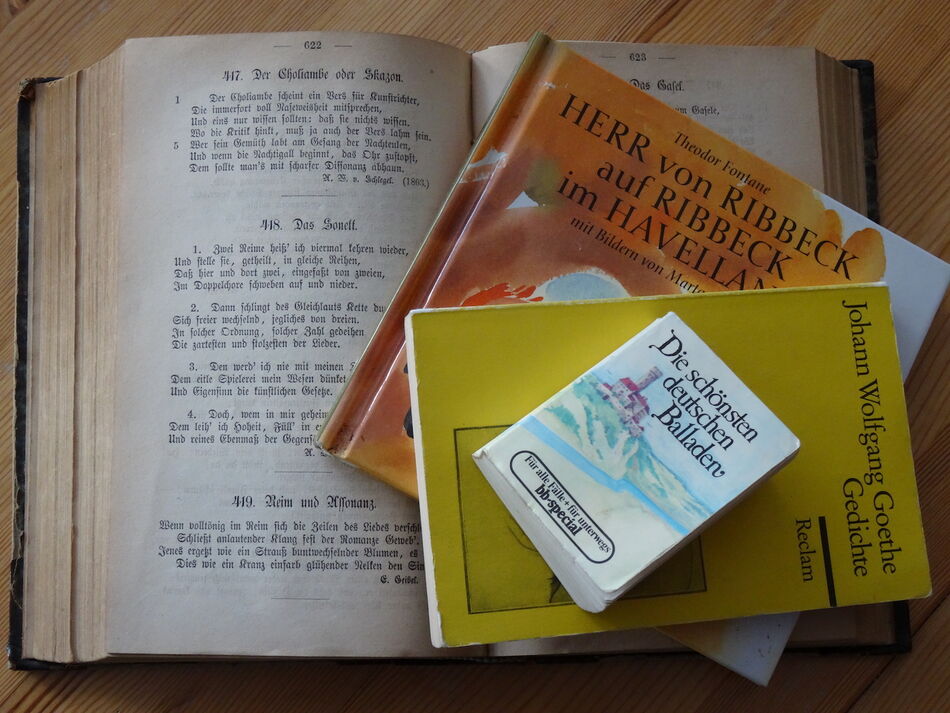 — 622 —
417. Der Choliambe oder Skazon.
1 Der Choliambe scheint ein Vers für Kunstrichter,
Die immerfort voll Naseweisheit mitsprechen,
Und eins nur wissen sollten: daß sie nichts wissen.
Wo die Kritik hinkt, muß ja auch der Vers lahm sein.
5 Wer sein Gemüth labt am Gesang der Nachteulen,
Und wenn die Nachtigall beginnt, das Ohr zustopft,
Dem sollte man's mit scharfer Dissonanz abhaun.
A. W. v. Schlegel. (1803.)
418. Das Sonett.
1. Zwei Reime heiß' ich viermal kehren wieder,
Und stelle sie, getheilt, in gleiche Reihen,
Daß hier und dort zwei, eingefaßt von zweien,
Im Doppelchore schweben auf und nieder.
2. Dann schlingt des Gleichlauts Kette du
Sich freier wechselnd, jegliches von dreien.
In solcher Ordnung, solcher Zahl gedeihen
Die zartesten und stolzesten der Lieder.
3. Den werd' ich nie mit meinen
Dem eitle Spielerei mein Wesen dünket
Und Eigensinn die künstlichen Gesetze.
4. Doch, wem in mir geheim
Dem leih' ich Hoheit, Füll' in
Und reines Ebenmaß der Gegens
A.
419. Reim und Assonanz.
Wenn volltönig im Reim sich die Zeilen des Liedes verschl
Schließt anlautender Klang fest der Romanze Geweb'.
Jenes ergetzt wie ein Strauß buntwechselnder Blumen, es
Dies wie ein Kranz einfarb glühender Nelken den Sin
E. Geibel.
— 623 —
Das Gasel.
Gasele,
Theodor Fontane
HERR von RIBBECK
auf RIBBECK
im HAVELLAN
mit Bildern von Marta
Johann Wolfgang Goethe
Gedichte
Reclam
Die schönsten
deutschen
Balladen
Für alle Fälle + für unterwegs
bb-special